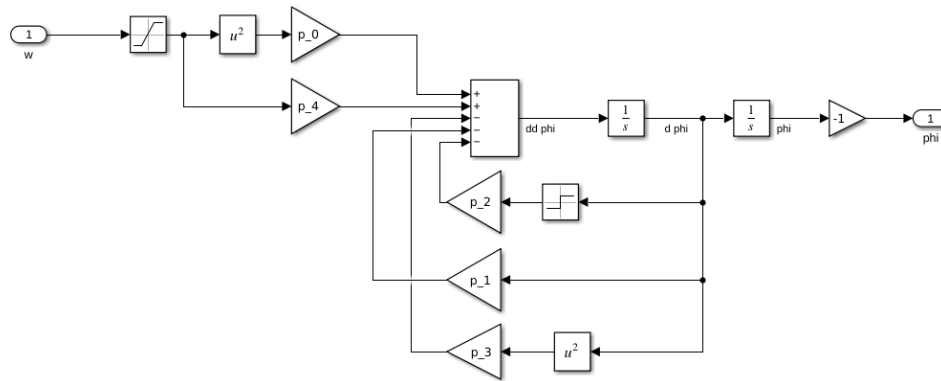 1
w
u²
p_0
p_4
+
+
−
−
−
dd phi
1
s
d phi
1
s
phi
-1
1
phi
p_2
p_1
p_3
u²